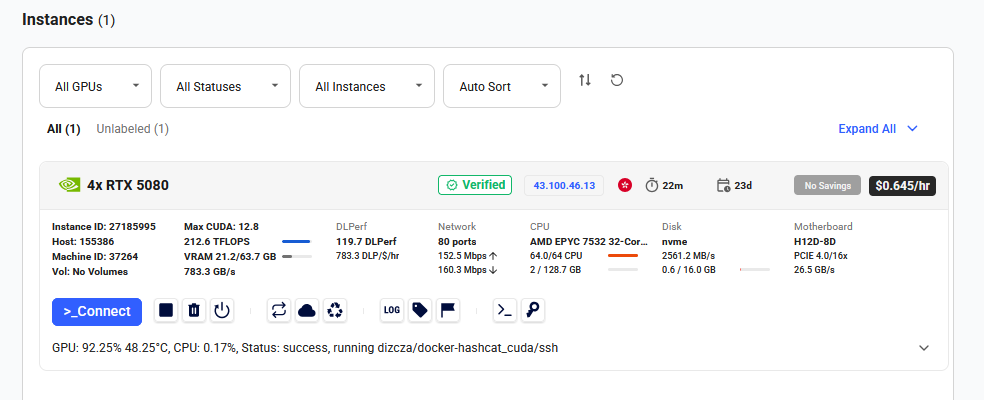 Instances (1)
All GPUs
All Statuses
All Instances
Auto Sort
All (1)
Unlabeled (1)
Expand All
4x RTX 5080
Verified
43.100.46.13
22m
23d
No Savings
$0.645/hr
Instance ID: 27185995
Host: 155386
Machine ID: 37264
Vol: No Volumes
Max CUDA: 12.8
212.6 TFLOPS
VRAM 21.2/63.7 GB
783.3 GB/s
DLPerf
119.7 DLPerf
783.3 DLP/$/hr
Network
80 ports
152.5 Mbps ↑
160.3 Mbps ↓
CPU
AMD EPYC 7532 32-Cor...
64.0/64 CPU
2 / 128.7 GB
Disk
nvme
2561.2 MB/s
0.6 / 16.0 GB
Motherboard
H12D-8D
PCIE 4.0/16x
26.5 GB/s
>_Connect
LOG
GPU: 92.25% 48.25°C, CPU: 0.17%, Status: success, running dizcza/docker-hashcat_cuda/ssh